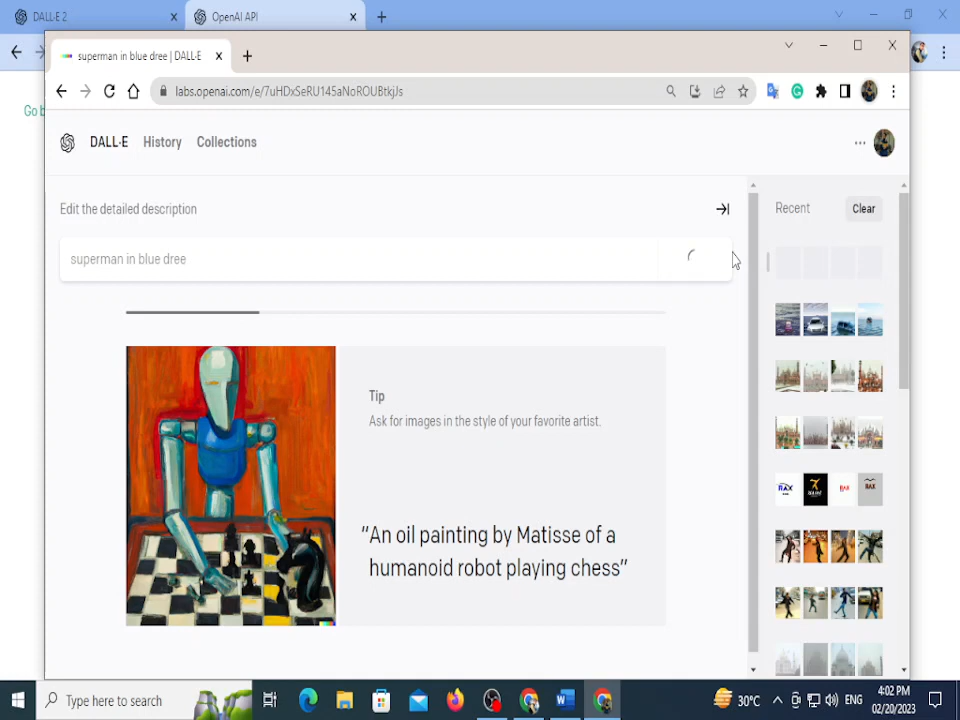 DALL·E 2
OpenAI API
superman in blue dree | DALL·E
labs.openai.com/e/7uHDxSeRU145aNoROUBtkjJs
Go b
DALL·E History Collections
Edit the detailed description
Recent Clear
superman in blue dree
Tip
Ask for images in the style of your favorite artist.
"An oil painting by Matisse of a
humanoid robot playing chess"
RAX
RAX
Type here to search
30°C
ENG
4:02 PM
02/20/2023